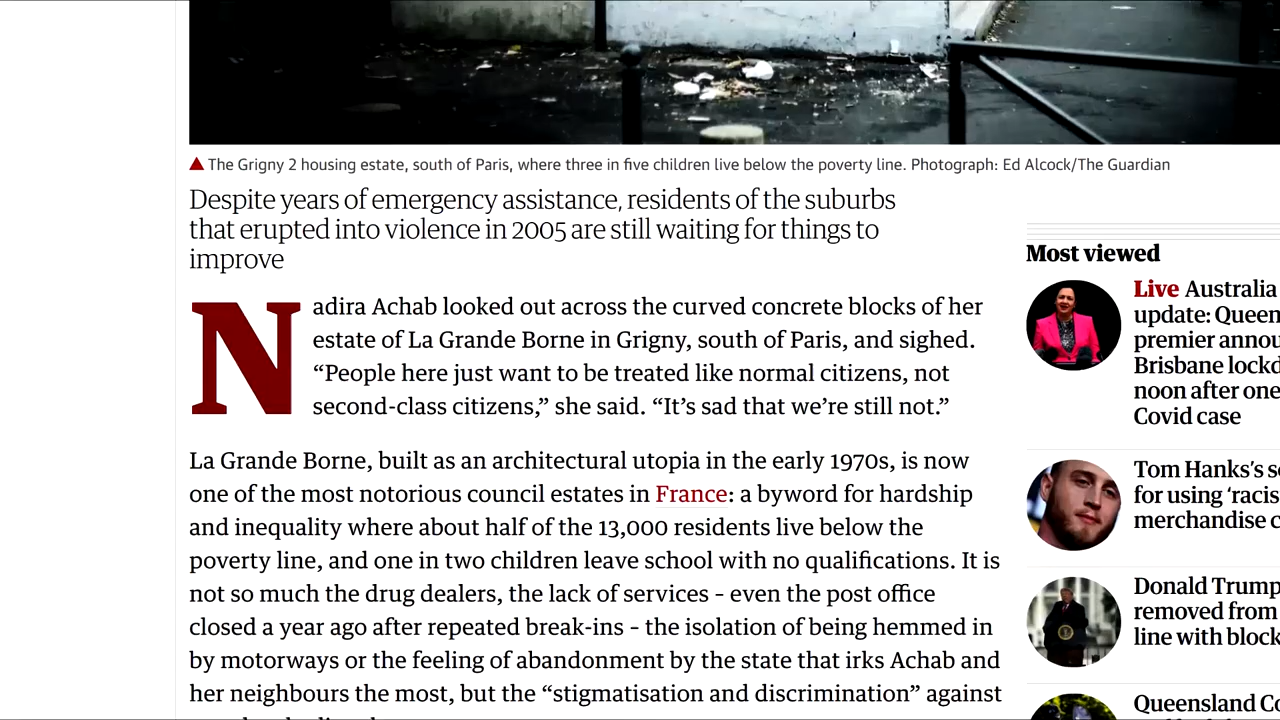 The Grigny 2 housing estate, south of Paris, where three in five children live below the poverty line. Photograph: Ed Alcock/The Guardian
Despite years of emergency assistance, residents of the suburbs
that erupted into violence in 2005 are still waiting for things to
improve
Nadira Achab looked out across the curved concrete blocks of her
estate of La Grande Borne in Grigny, south of Paris, and sighed.
“People here just want to be treated like normal citizens, not
second-class citizens,” she said. “It’s sad that we’re still not.”
La Grande Borne, built as an architectural utopia in the early 1970s, is now
one of the most notorious council estates in France: a byword for hardship
and inequality where about half of the 13,000 residents live below the
poverty line, and one in two children leave school with no qualifications. It is
not so much the drug dealers, the lack of services – even the post office
closed a year ago after repeated break-ins – the isolation of being hemmed in
by motorways or the feeling of abandonment by the state that irks Achab and
her neighbours the most, but the “stigmatisation and discrimination” against
Most viewed
Live Australia
update: Queen
premier annou
Brisbane lockd
noon after one
Covid case
Tom Hanks’s s
for using ‘racis
merchandise c
Donald Trump
removed from
line with block
Queensland Co